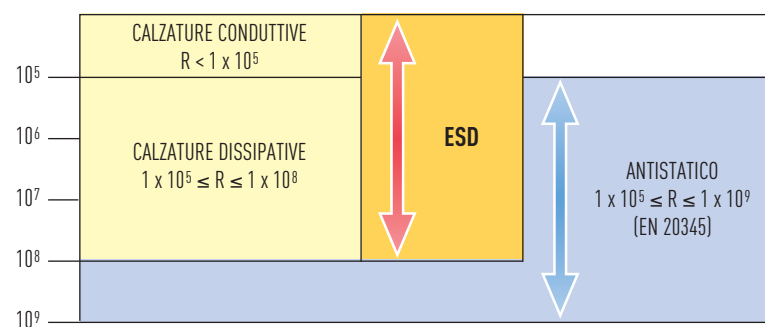 CALZATURE CONDUTTIVE
R < 1 x 10⁵
10⁵
10⁶
10⁷
10⁸
10⁹
CALZATURE DISSIPATIVE
1 x 10⁵ ≤ R ≤ 1 x 10⁸
ESD
ANTISTATICO
1 x 10⁵ ≤ R ≤ 1 x 10⁹
(EN 20345)